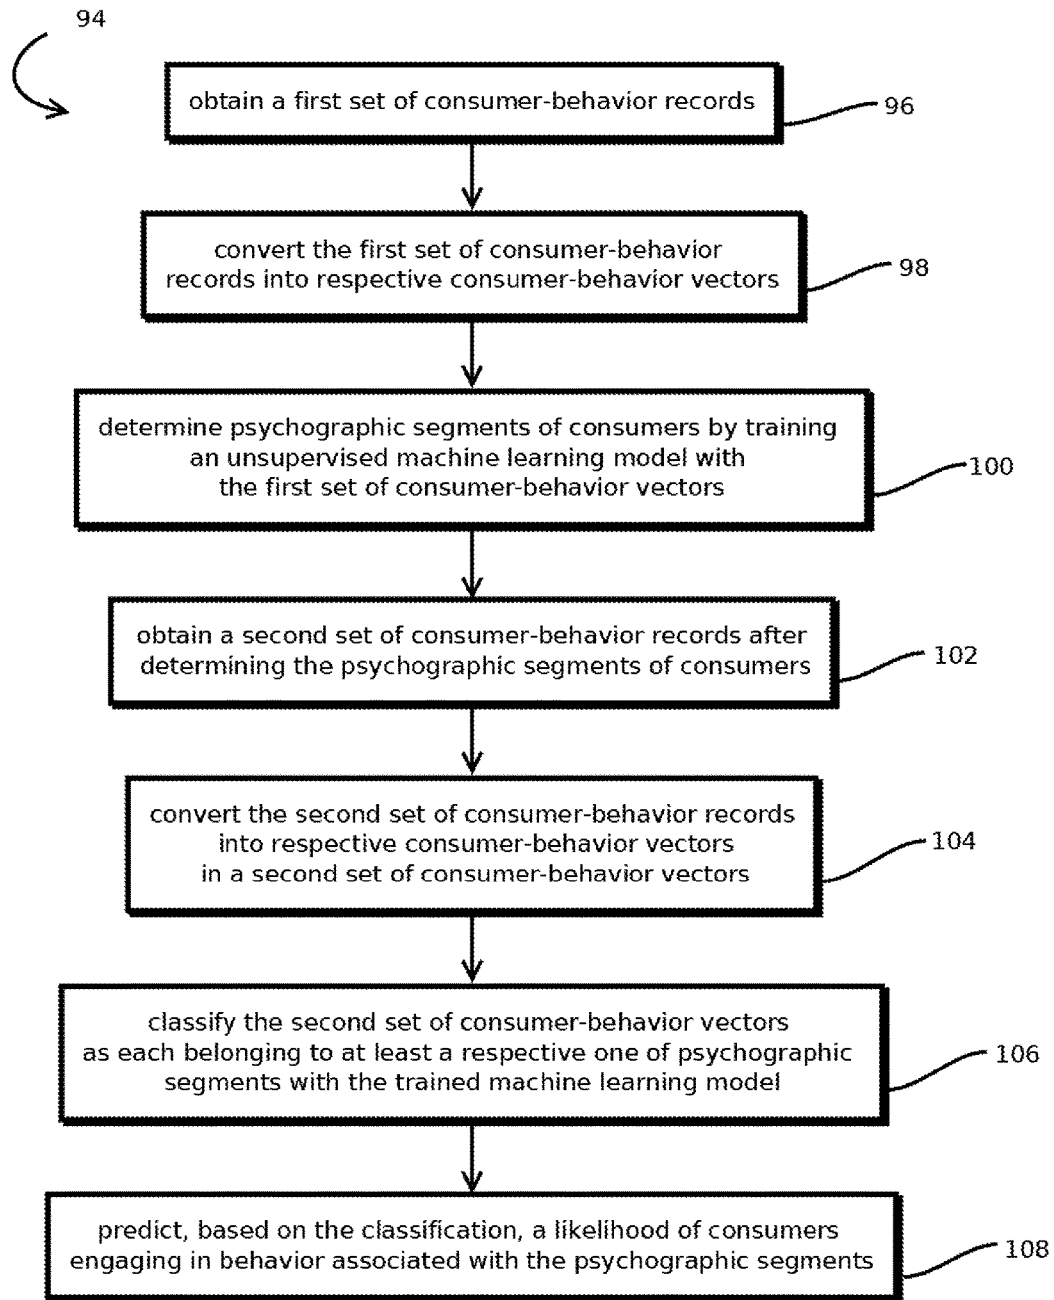 94
obtain a first set of consumer-behavior records
96
convert the first set of consumer-behavior
records into respective consumer-behavior vectors
98
determine psychographic segments of consumers by training
an unsupervised machine learning model with
the first set of consumer-behavior vectors
100
obtain a second set of consumer-behavior records after
determining the psychographic segments of consumers
102
convert the second set of consumer-behavior records
into respective consumer-behavior vectors
in a second set of consumer-behavior vectors
104
classify the second set of consumer-behavior vectors
as each belonging to at least a respective one of psychographic
segments with the trained machine learning model
106
predict, based on the classification, a likelihood of consumers
engaging in behavior associated with the psychographic segments
108